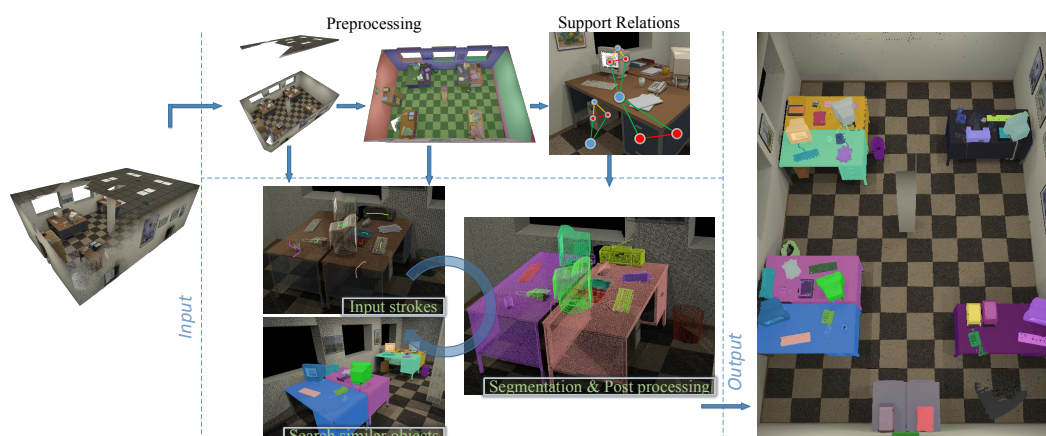 Preprocessing
Support Relations
Input
Input strokes
Segmentation & Post processing
Search similar objects
Output